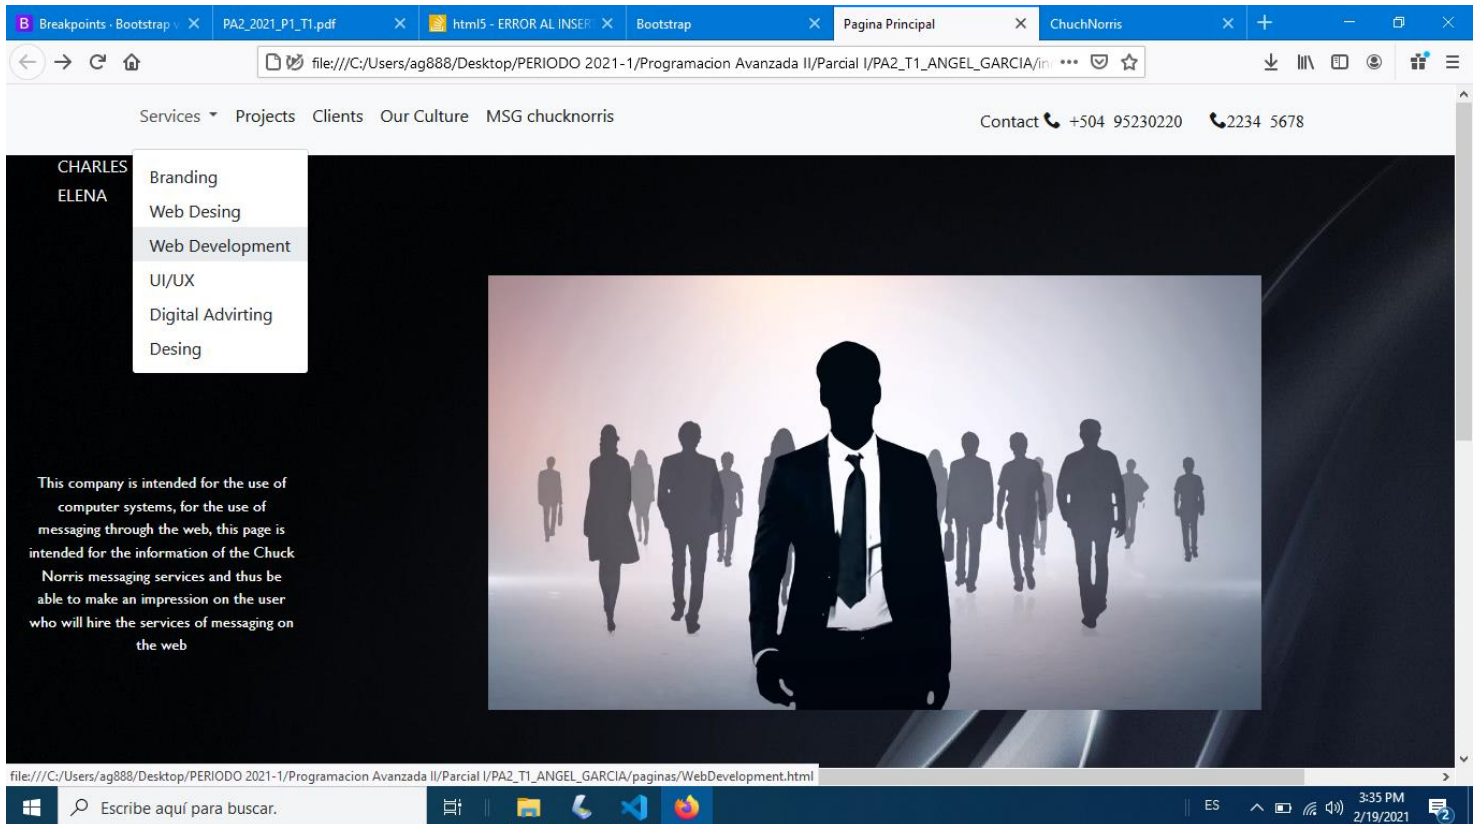 B Breakpoints · Bootstrap v
PA2_2021_P1_T1.pdf
html5 - ERROR AL INSERT
Bootstrap
Pagina Principal
ChuchNorris
file:///C:/Users/ag888/Desktop/PERIODO 2021-1/Programacion Avanzada II/Parcial I/PA2_T1_ANGEL_GARCIA/in
Services Projects Clients Our Culture MSG chucknorris
Contact +504 95230220 2234 5678
CHARLES
ELENA
Branding
Web Desing
Web Development
UI/UX
Digital Advirting
Desing
This company is intended for the use of
computer systems, for the use of
messaging through the web, this page is
intended for the information of the Chuck
Norris messaging services and thus be
able to make an impression on the user
who will hire the services of messaging on
the web
file:///C:/Users/ag888/Desktop/PERIODO 2021-1/Programacion Avanzada II/Parcial I/PA2_T1_ANGEL_GARCIA/paginas/WebDevelopment.html
Escribe aquí para buscar.
ES
3:35 PM
2/19/2021
2